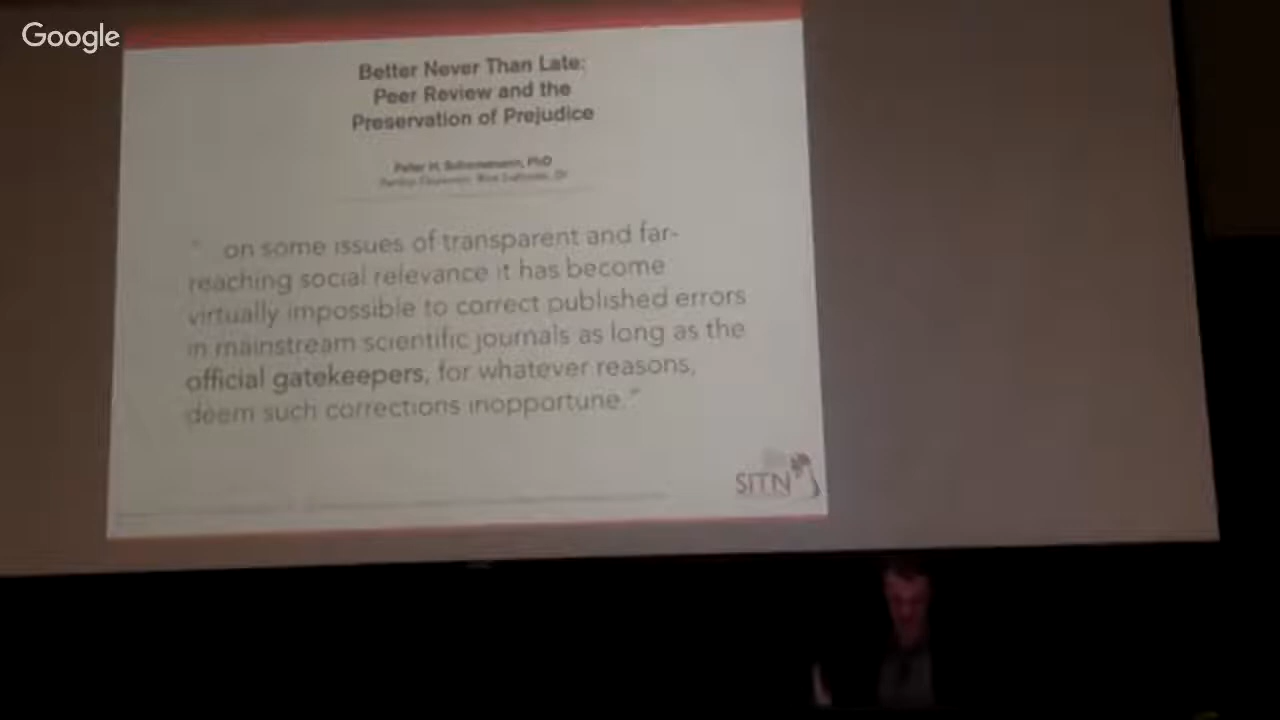 Google
Better Never Than Late:
Peer Review and the
Preservation of Prejudice
Peter H. PhD
" on some issues of transparent and far-
reaching social relevance it has become
virtually impossible to correct published errors
in mainstream scientific journals as long as the
official gatekeepers, for whatever reasons,
deem such corrections inopportune."
SITN